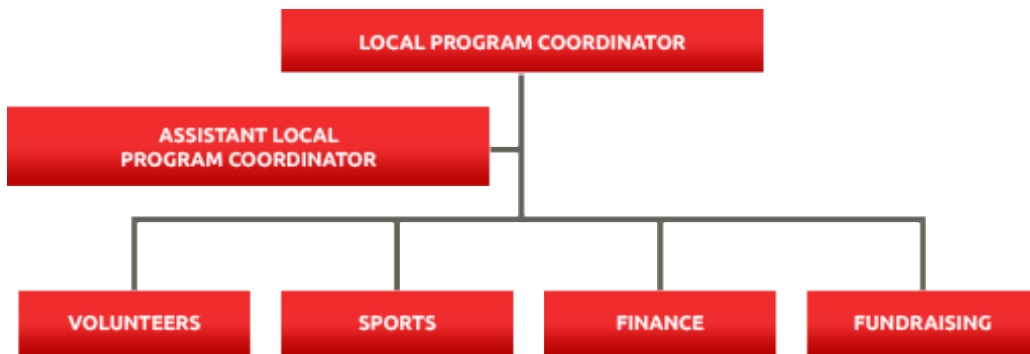 LOCAL PROGRAM COORDINATOR
ASSISTANT LOCAL
PROGRAM COORDINATOR
VOLUNTEERS
SPORTS
FINANCE
FUNDRAISING